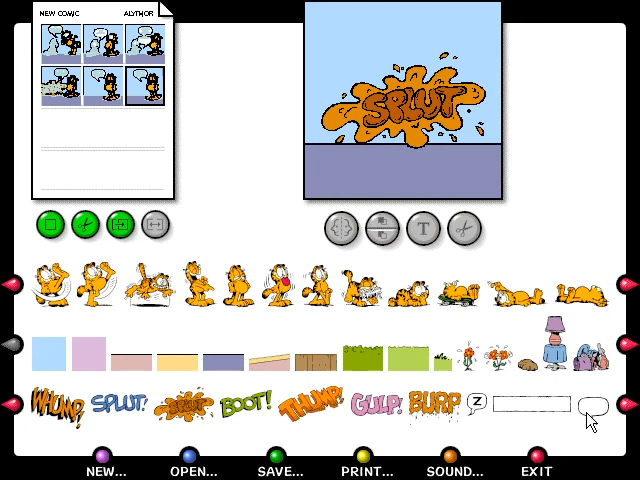 NEW COMIC AUTHOR
SPLUT
T
WHUMP!
SPLUT!
SPLUT
BOOT!
THUMP!
GULP!
BURP
Z
NEW...
OPEN...
SAVE...
PRINT...
SOUND...
EXIT